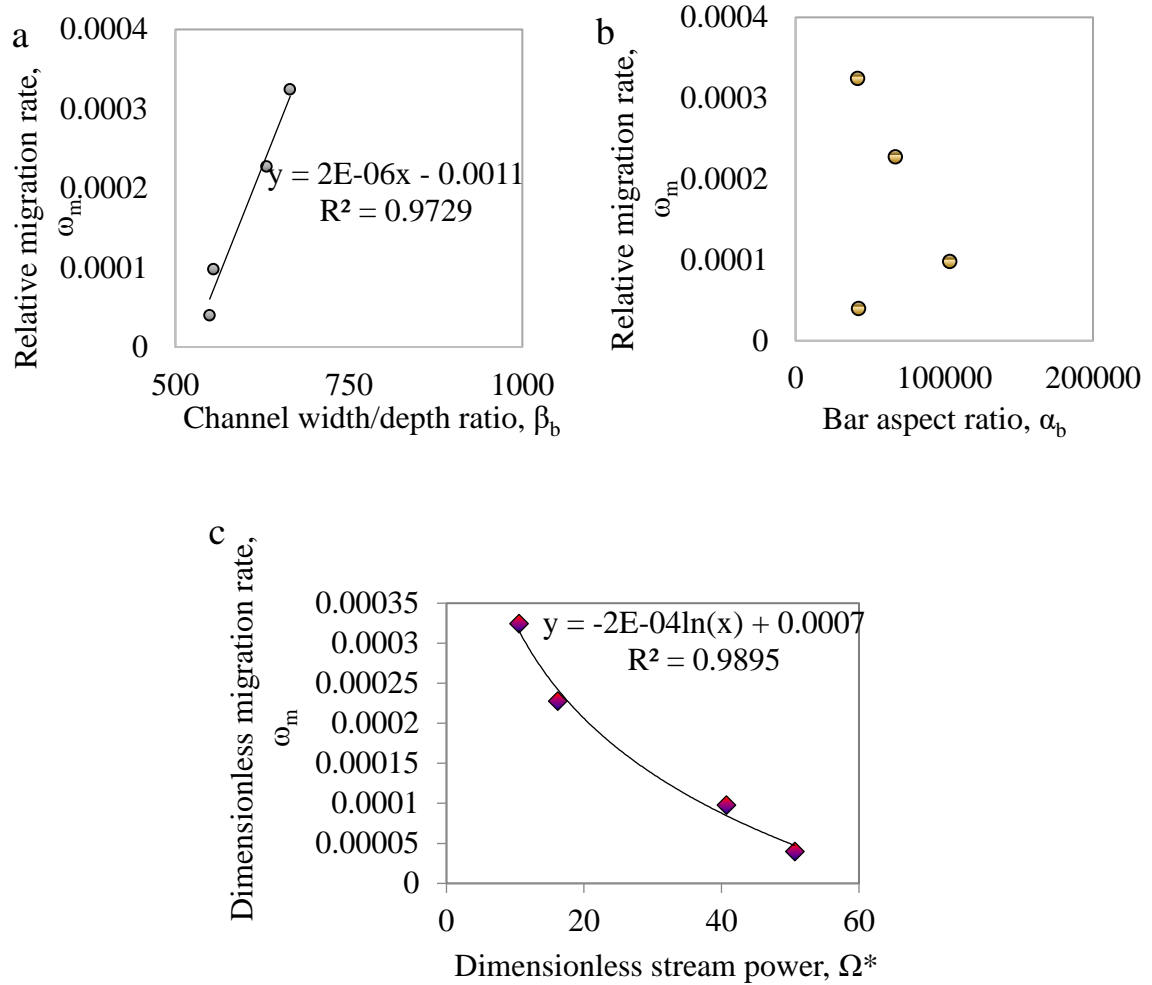 a
0.0004
0.0003
0.0002
0.0001
0
500
750
1000
Relative migration rate,
ωm
y = 2E-06x - 0.0011
R² = 0.9729
Channel width/depth ratio, βb
b
0.0004
0.0003
0.0002
0.0001
0
0
100000
200000
Relative migration rate,
ωm
Bar aspect ratio, αb
c
0.00035
0.0003
0.00025
0.0002
0.00015
0.0001
0.00005
0
0
20
40
60
Dimensionless migration rate,
ωm
y = -2E-04ln(x) + 0.0007
R² = 0.9895
Dimensionless stream power, Ω*